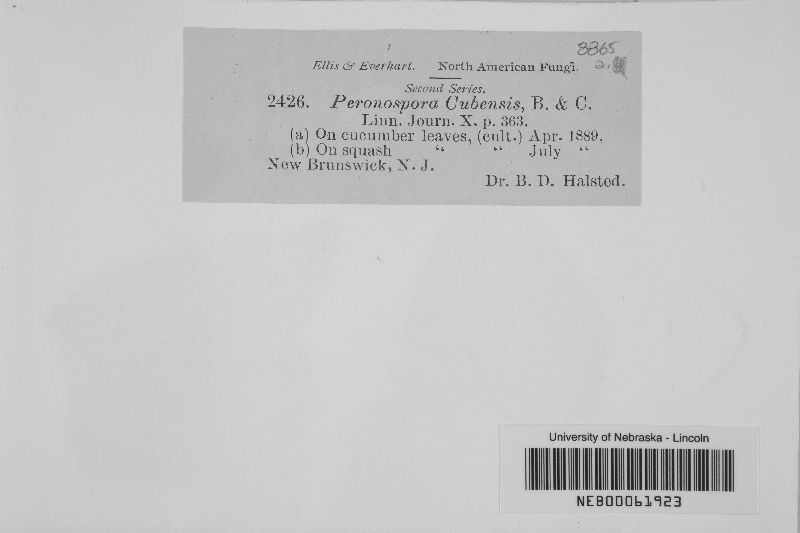 8865
Ellis & Everhart. North American Fungi.
Second Series.
2426. Peronospora Cubensis, B. & C.
Linn. Journ. X. p. 363.
(a) On cucumber leaves, (cult.) Apr. 1889.
(b) On squash “ “ July “
New Brunswick, N. J.
Dr. B. D. Halsted.
University of Nebraska - Lincoln
NEB00061923